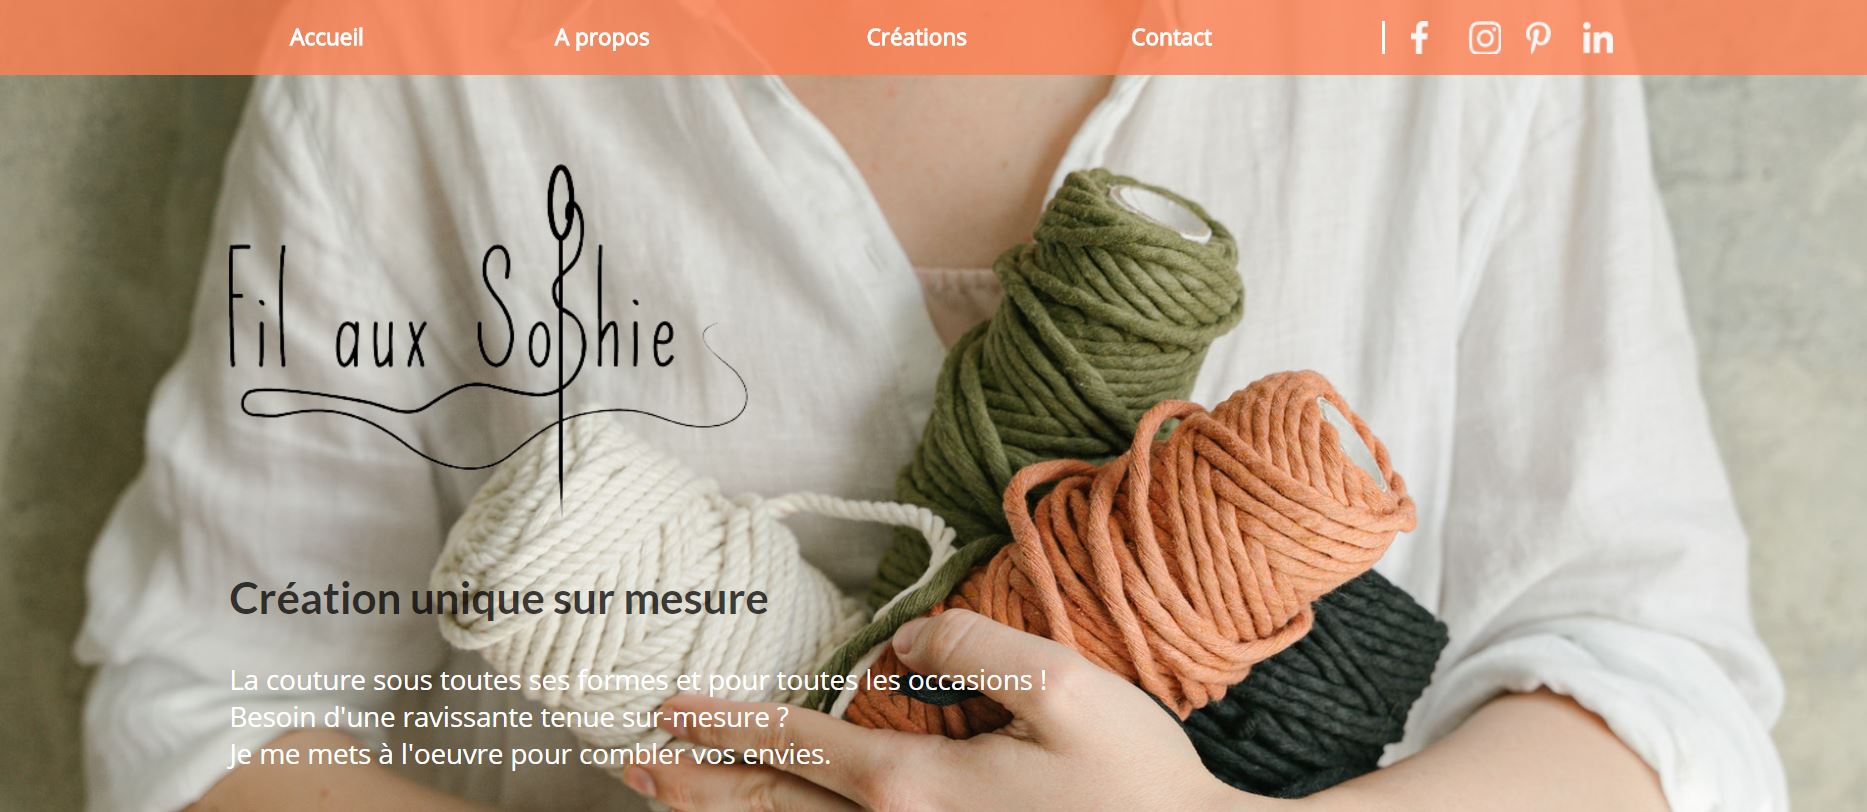 Accueil
A propos
Créations
Contact
Fil aux Sophie
Création unique sur mesure
La couture sous toutes ses formes et pour toutes les occasions !
Besoin d'une ravissante tenue sur-mesure ?
Je me mets à l'oeuvre pour combler vos envies.